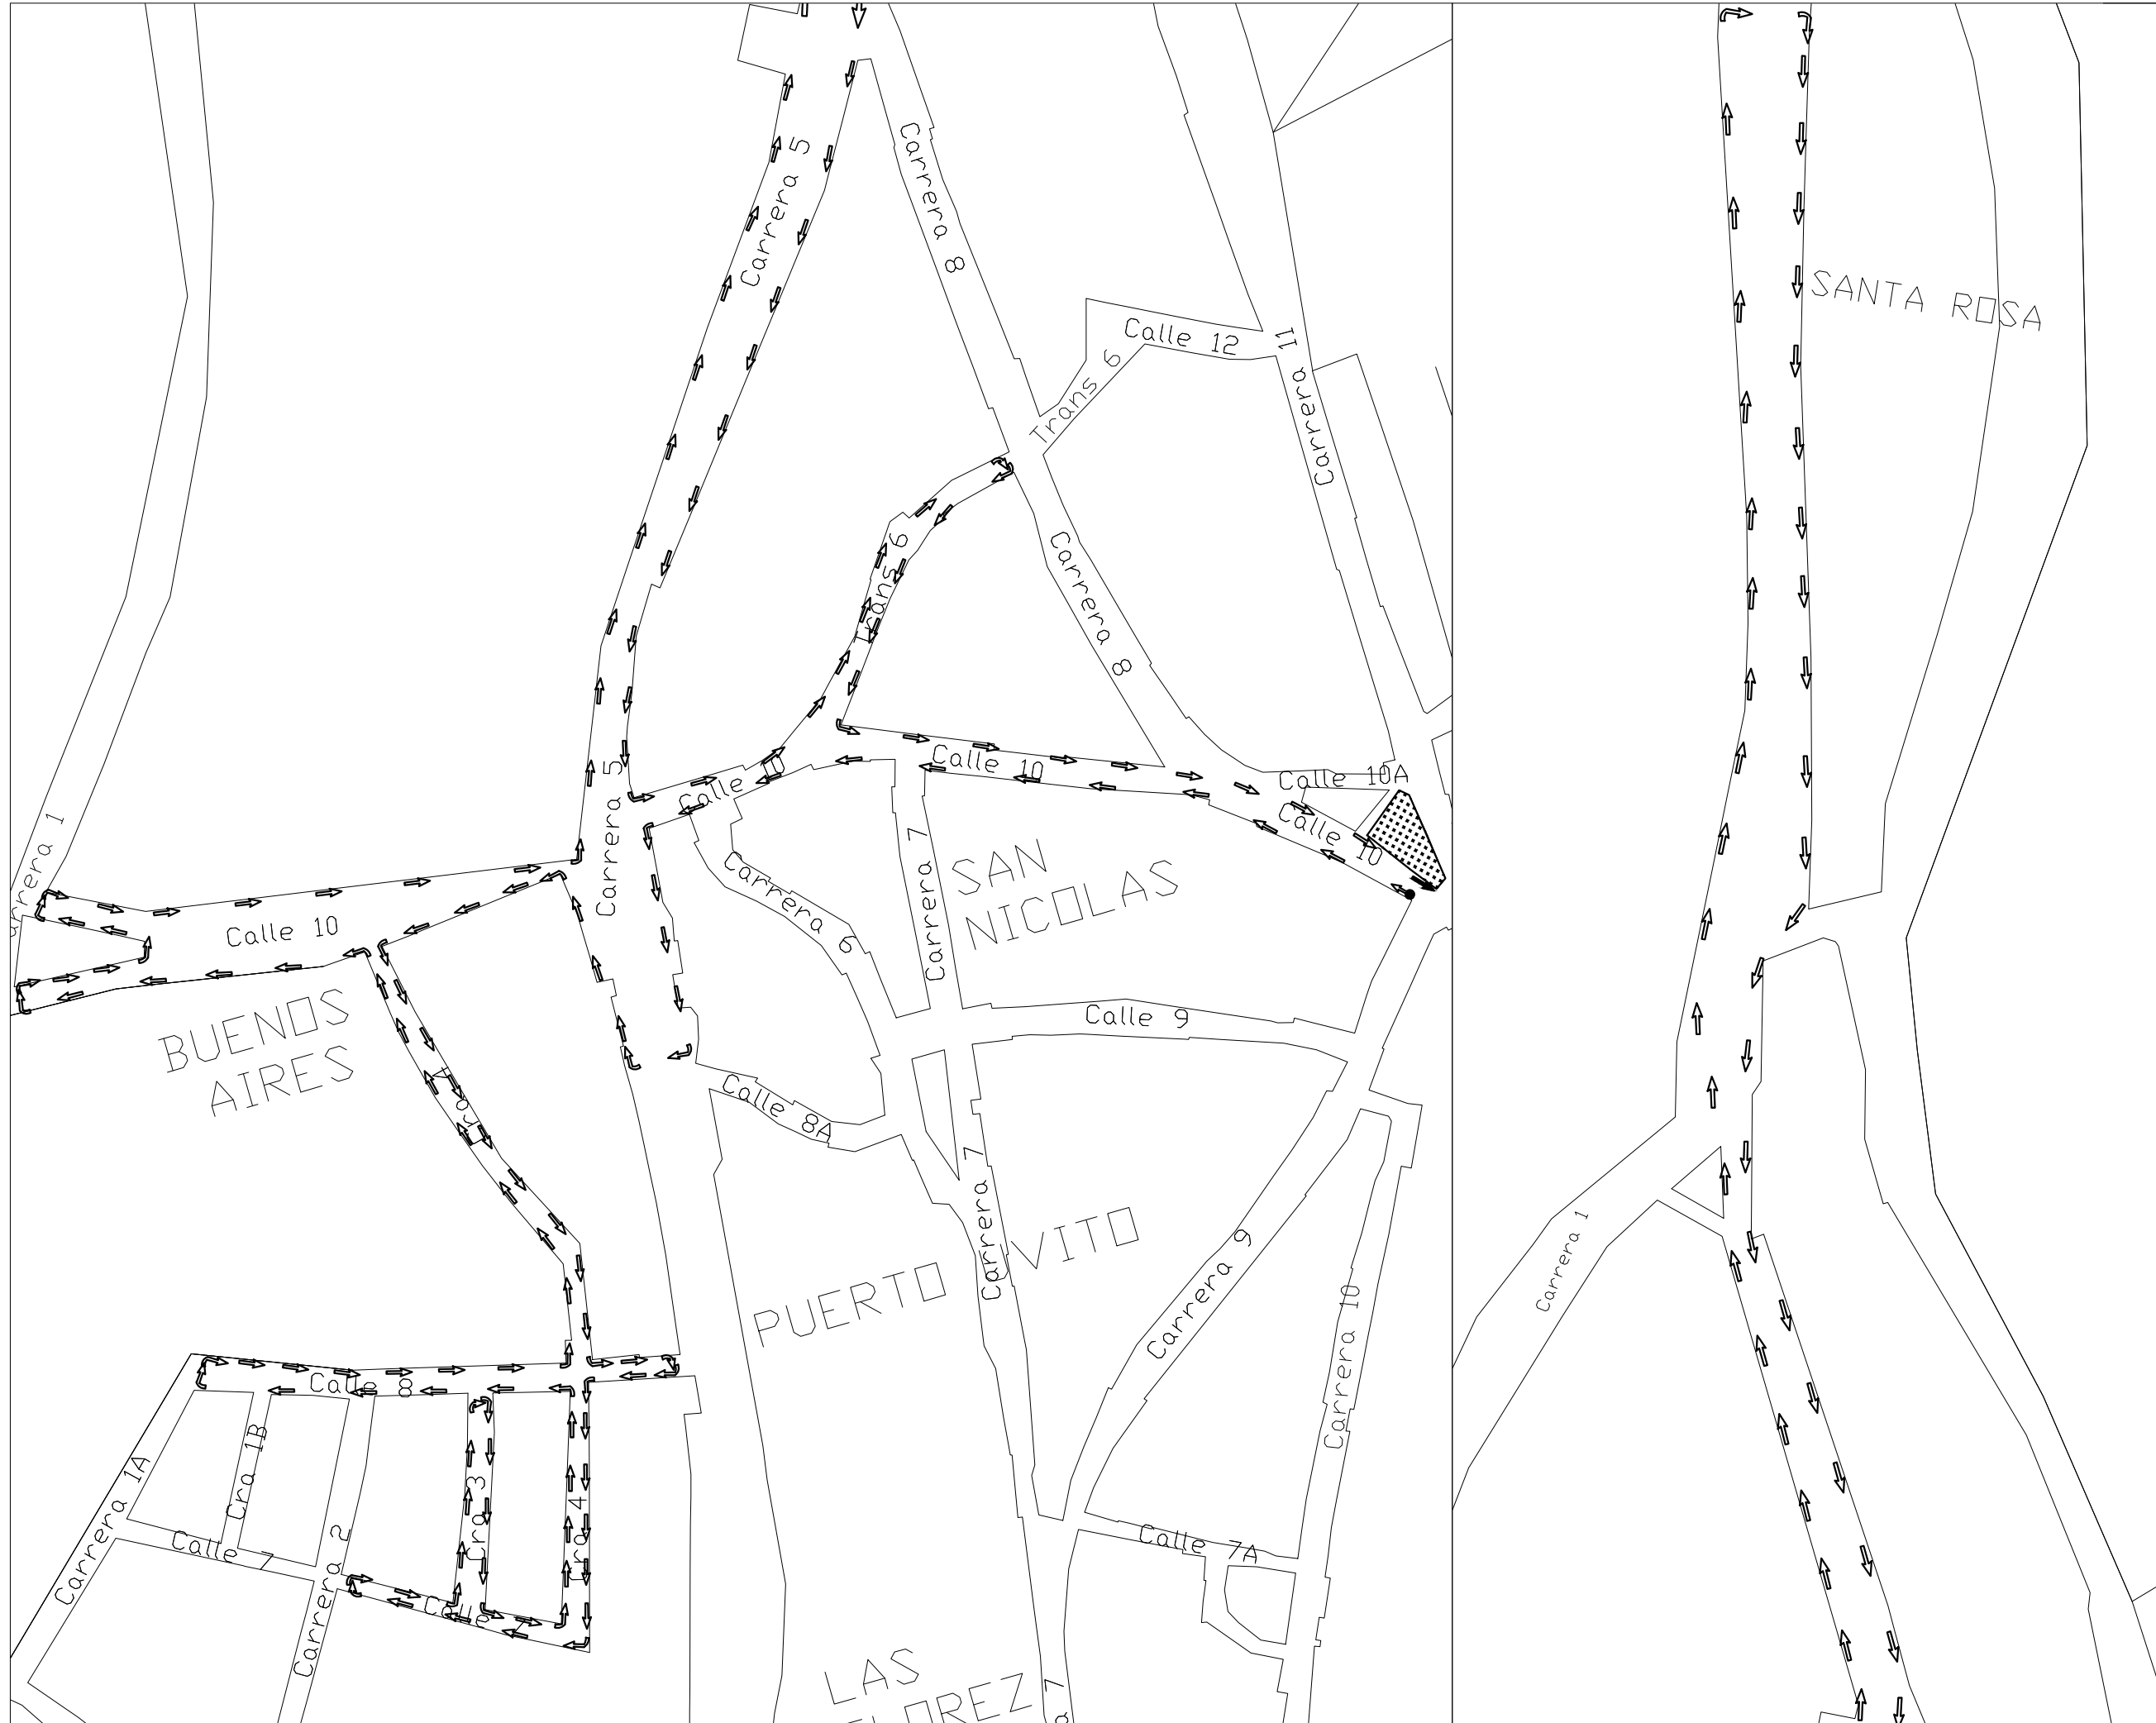 Carrera 5
Carrera 8
SANTA ROSA
Calle 12
11
Trans 6
Carrera
Trans 6
Carrera 8
Calle 10
Calle 10
Calle 10A
Calle 10
Carrera 5
Carrera 7
SAN
NICOLAS
Carrera 6
Calle 10
BUENOS
AIRES
Calle 9
Calle 8A
Carrera 7
PUERTO VITO
Carrera 9
Carrera 1
Carrera 10
Calle 8
Carrera 1A
Cra 1B
Cra 3
Cra 4
Calle 7
Carrera 2
Calle 7
Calle 7A
LAS